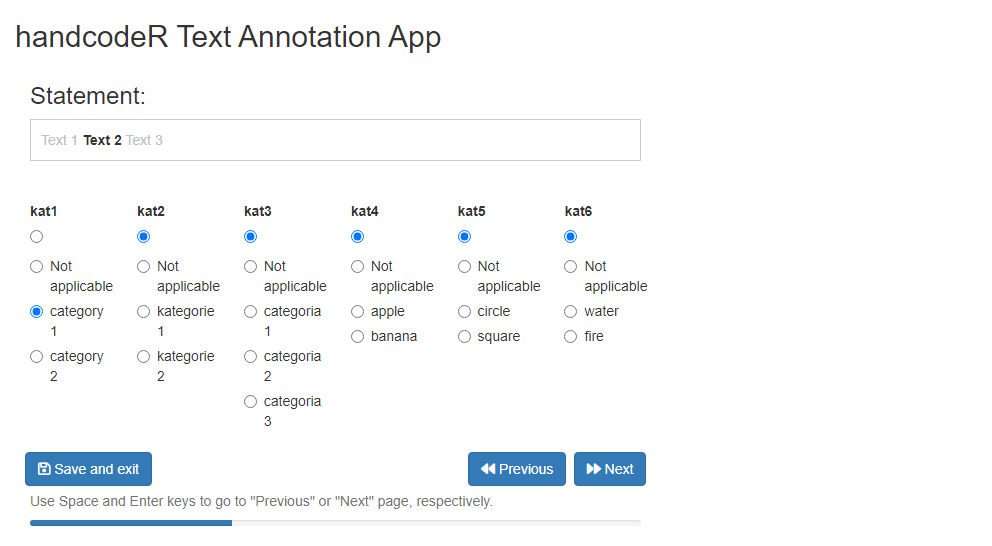 handcodeR Text Annotation App
Statement:
Text 1 Text 2 Text 3
kat1 kat2 kat3 kat4 kat5 kat6
Not Not Not Not Not Not
applicable applicable applicable applicable applicable applicable
category kategorie categoria apple circle water
1 1 1
banana square fire
category kategorie categoria
2 2 2
categoria
3
Save and exit Previous Next
Use Space and Enter keys to go to "Previous" or "Next" page, respectively.